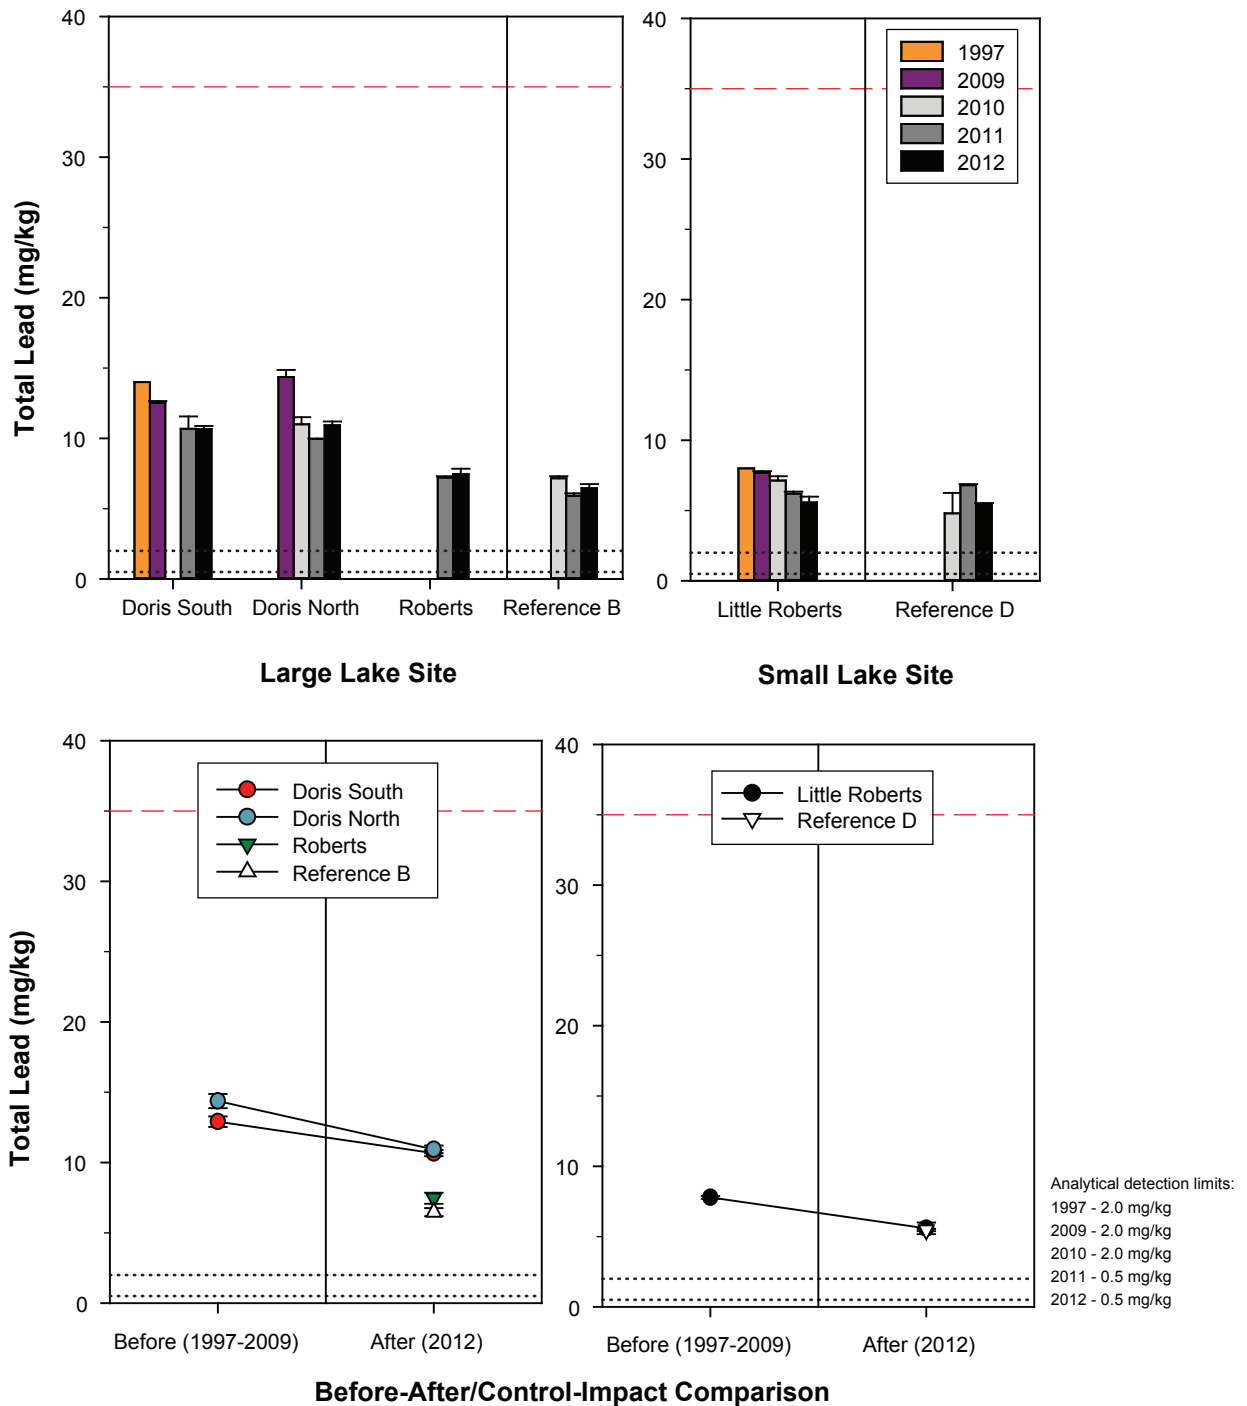 40
30
20
10
0
Total Lead (mg/kg)
Doris South
Doris North
Roberts
Reference B
Large Lake Site
40
30
20
10
0
1997
2009
2010
2011
2012
Little Roberts
Reference D
Small Lake Site
40
30
20
10
0
Total Lead (mg/kg)
Doris South
Doris North
Roberts
Reference B
Before (1997-2009)
After (2012)
40
30
20
10
0
Little Roberts
Reference D
Before (1997-2009)
After (2012)
Analytical detection limits:
1997 - 2.0 mg/kg
2009 - 2.0 mg/kg
2010 - 2.0 mg/kg
2011 - 0.5 mg/kg
2012 - 0.5 mg/kg
Before-After/Control-Impact Comparison